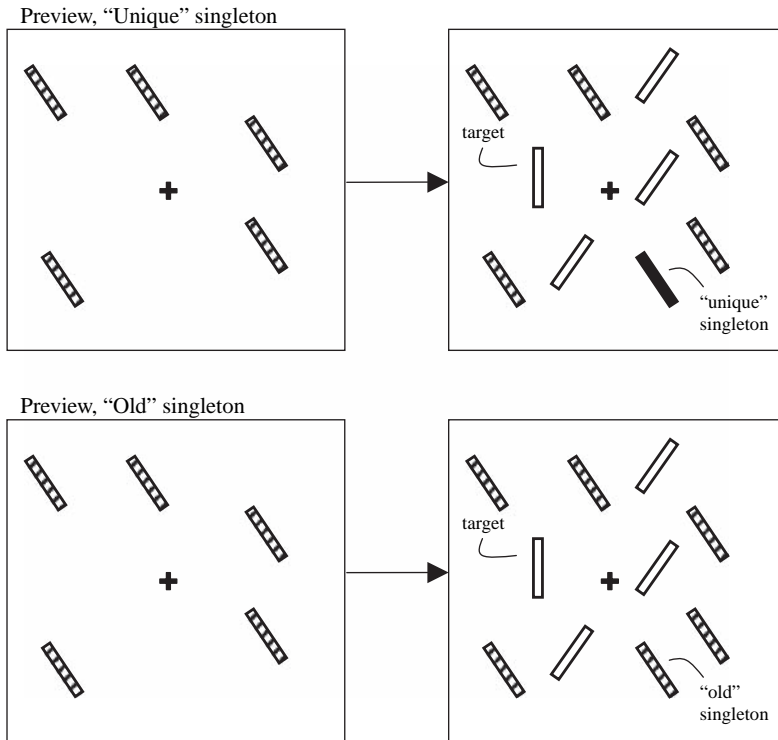 Preview, “Unique” singleton
target
“unique”
singleton
Preview, “Old” singleton
target
“old”
singleton